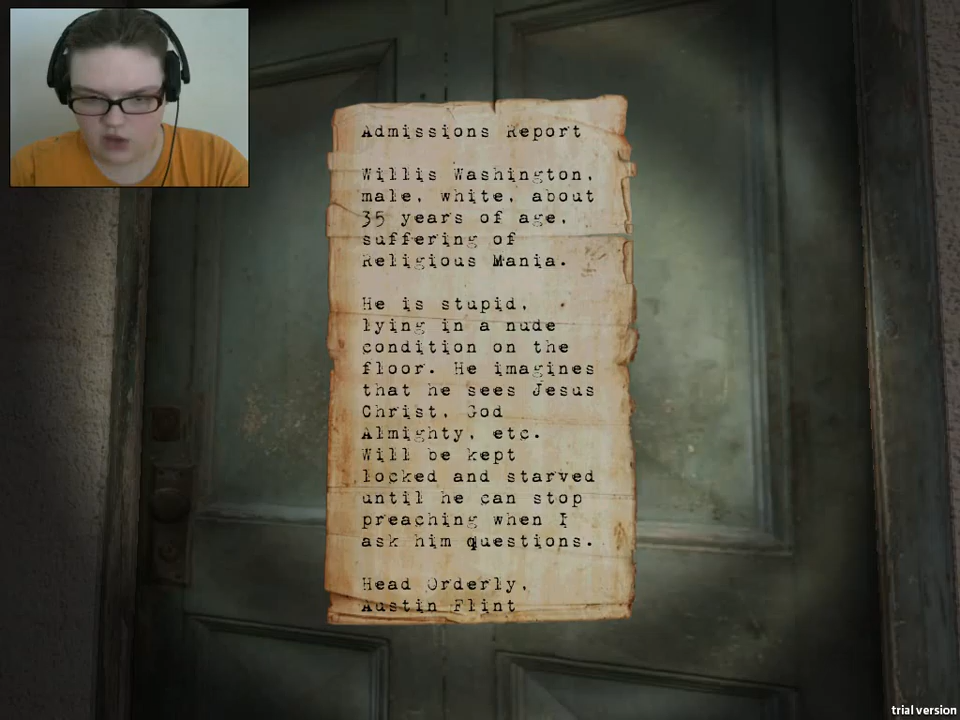 Admissions Report
Willis Washington,
male, white, about
35 years of age,
suffering of
Religious Mania.
He is stupid,
lying in a nude
condition on the
floor. He imagines
that he sees Jesus
Christ, God
Almighty, etc.
Will be kept
locked and starved
until he can stop
preaching when I
ask him questions.
Head Orderly,
Austin Flint
trial version